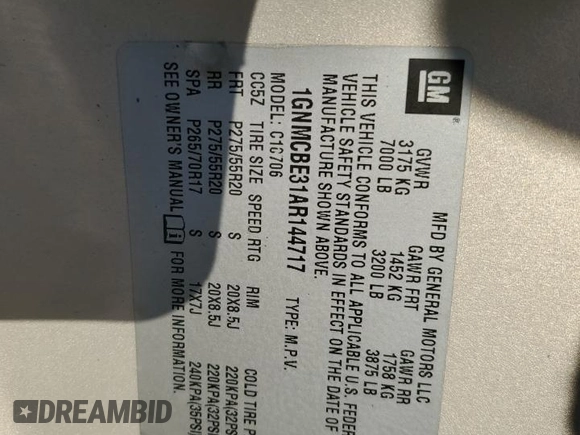 GM
®
MFD BY GENERAL MOTORS LLC
GVWR GAWR FRT GAWR RR
3175 KG 1452 KG 1758 KG
7000 LB 3200 LB 3875 LB
THIS VEHICLE CONFORMS TO ALL APPLICABLE U.S. FEDER
VEHICLE SAFETY STANDARDS IN EFFECT ON THE DATE OF
MANUFACTURE SHOWN ABOVE.
1GNMCBE31AR144717 TYPE: M.P.V.
MODEL: C1C706
CC5Z TIRE SIZE SPEED RTG RIM COLD TIRE P
FRT P275/55R20 S 20X8.5J 220KPA(32PS
RR P275/55R20 S 20X8.5J 220KPA(32PSI
SPA P265/70R17 S 17X7J 240KPA(35PSI
SEE OWNER'S MANUAL i FOR MORE INFORMATION.
DREAMBID